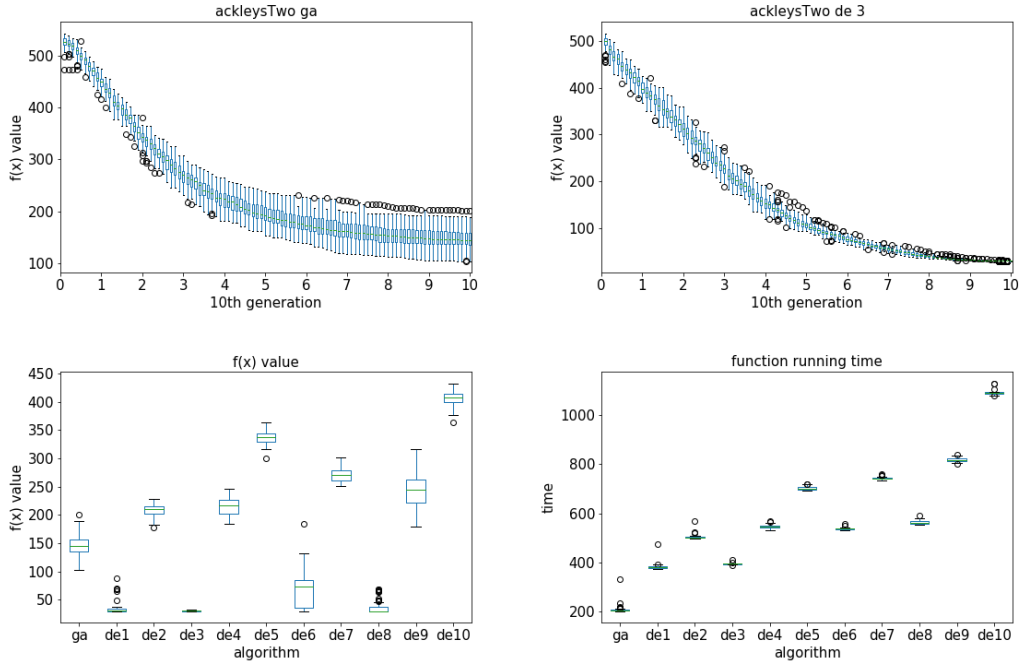 ackleysTwo ga
f(x) value
500
400
300
200
100
0 1 2 3 4 5 6 7 8 9 10
10th generation
ackleysTwo de 3
f(x) value
500
400
300
200
100
0 1 2 3 4 5 6 7 8 9 10
10th generation
f(x) value
f(x) value
450
400
350
300
250
200
150
100
50
ga de1 de2 de3 de4 de5 de6 de7 de8 de9 de10
algorithm
function running time
time
1000
800
600
400
200
ga de1 de2 de3 de4 de5 de6 de7 de8 de9 de10
algorithm